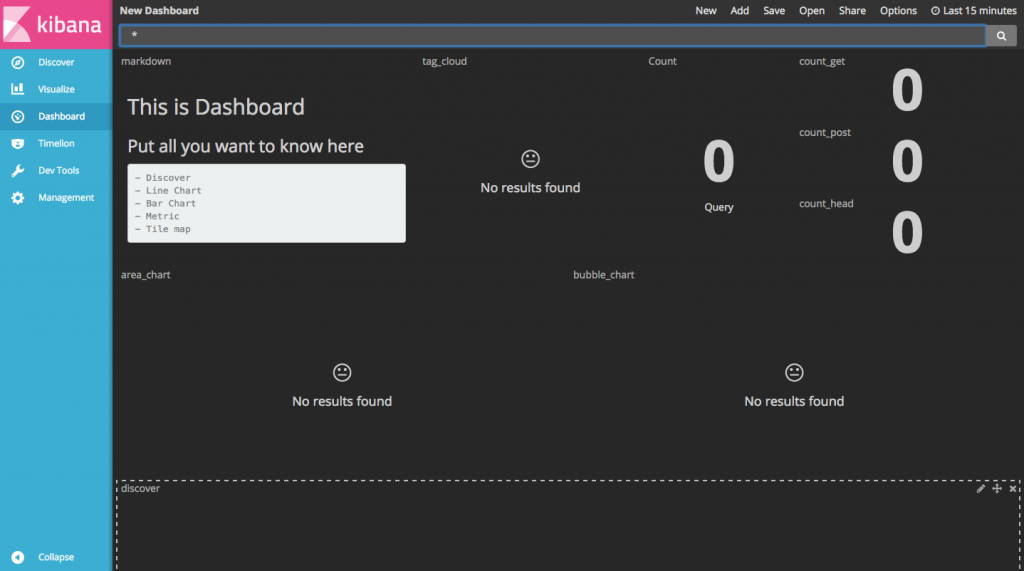 kibana
New Dashboard
New Add Save Open Share Options Last 15 minutes
*
Discover
Visualize
Dashboard
Timelion
Dev Tools
Management
Collapse
markdown
This is Dashboard
Put all you want to know here
– Discover
– Line Chart
– Bar Chart
– Metric
– Tile map
tag_cloud
No results found
Count
0
Query
count_get
0
count_post
0
count_head
0
area_chart
No results found
bubble_chart
No results found
discover